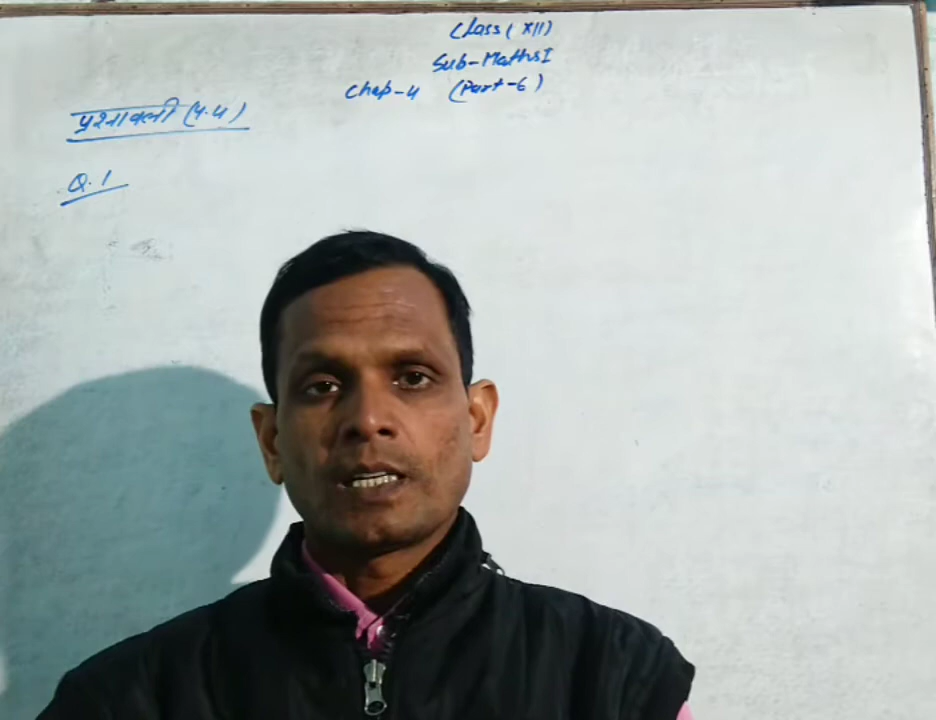 Class (XII)
Sub-Maths I
Chap-4 (Part-6)
प्रश्नावली (4.4)
Q. 1